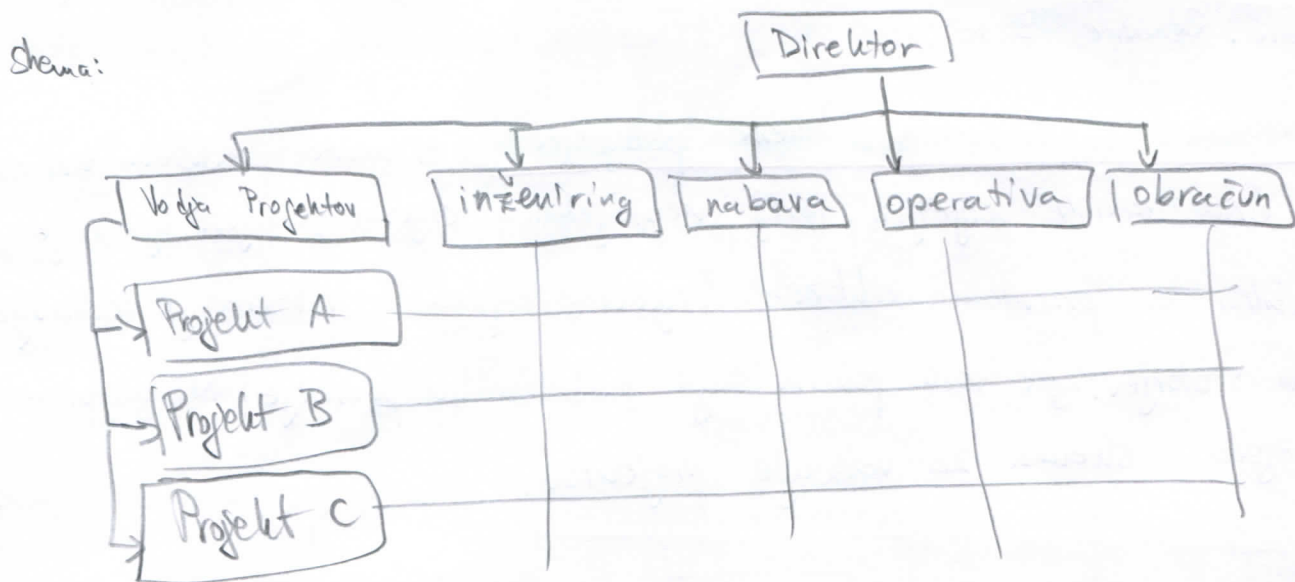 Shema:
Direktor
Vodja Projektov
inženiring
nabava
operativa
obračun
Projekt A
Projekt B
Projekt C